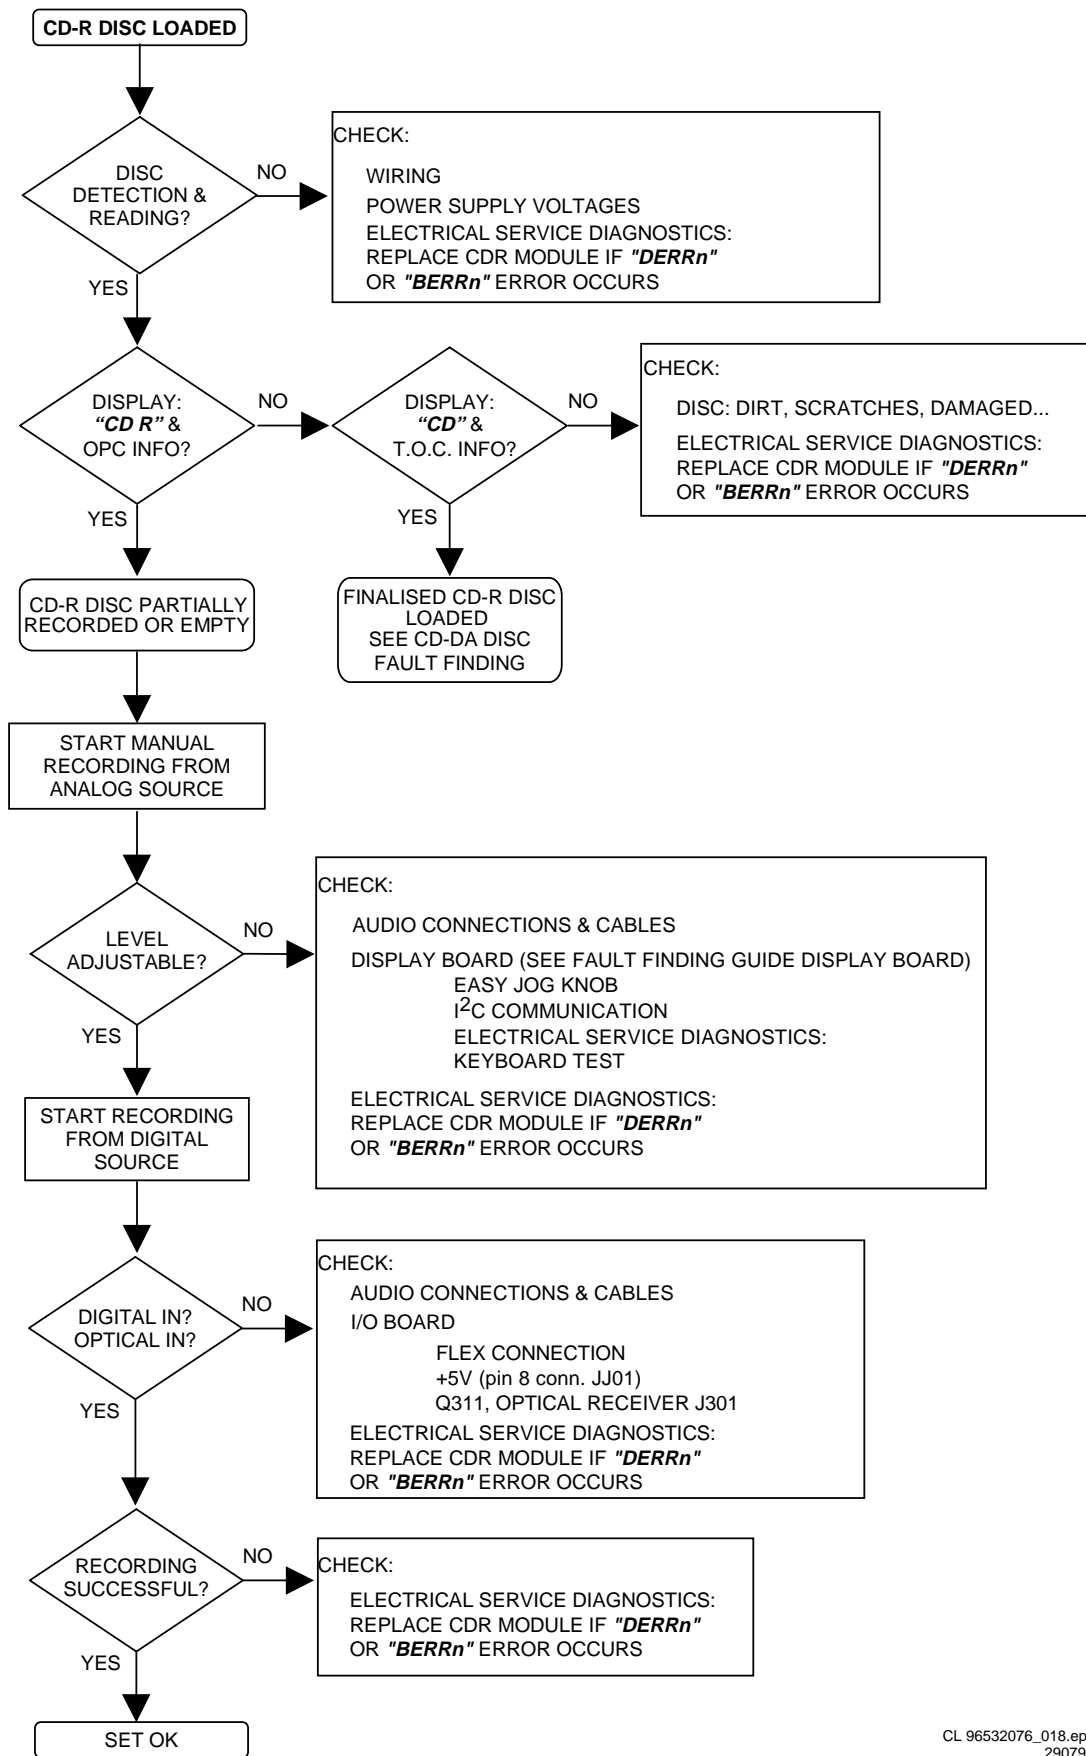 CD-R DISC LOADED
DISC
DETECTION &
READING?
NO
YES
CHECK:
WIRING
POWER SUPPLY VOLTAGES
ELECTRICAL SERVICE DIAGNOSTICS:
REPLACE CDR MODULE IF "DERRn"
OR "BERRn" ERROR OCCURS
DISPLAY:
“CD R” &
OPC INFO?
NO
YES
DISPLAY:
“CD” &
T.O.C. INFO?
NO
YES
CHECK:
DISC: DIRT, SCRATCHES, DAMAGED...
ELECTRICAL SERVICE DIAGNOSTICS:
REPLACE CDR MODULE IF "DERRn"
OR "BERRn" ERROR OCCURS
CD-R DISC PARTIALLY
RECORDED OR EMPTY
FINALISED CD-R DISC
LOADED
SEE CD-DA DISC
FAULT FINDING
START MANUAL
RECORDING FROM
ANALOG SOURCE
LEVEL
ADJUSTABLE?
NO
YES
CHECK:
AUDIO CONNECTIONS & CABLES
DISPLAY BOARD (SEE FAULT FINDING GUIDE DISPLAY BOARD)
EASY JOG KNOB
I2C COMMUNICATION
ELECTRICAL SERVICE DIAGNOSTICS:
KEYBOARD TEST
ELECTRICAL SERVICE DIAGNOSTICS:
REPLACE CDR MODULE IF "DERRn"
OR "BERRn" ERROR OCCURS
START RECORDING
FROM DIGITAL
SOURCE
DIGITAL IN?
OPTICAL IN?
NO
YES
CHECK:
AUDIO CONNECTIONS & CABLES
I/O BOARD
FLEX CONNECTION
+5V (pin 8 conn. JJ01)
Q311, OPTICAL RECEIVER J301
ELECTRICAL SERVICE DIAGNOSTICS:
REPLACE CDR MODULE IF "DERRn"
OR "BERRn" ERROR OCCURS
RECORDING
SUCCESSFUL?
NO
YES
CHECK:
ELECTRICAL SERVICE DIAGNOSTICS:
REPLACE CDR MODULE IF "DERRn"
OR "BERRn" ERROR OCCURS
SET OK
CL 96532076_018.ep
29079